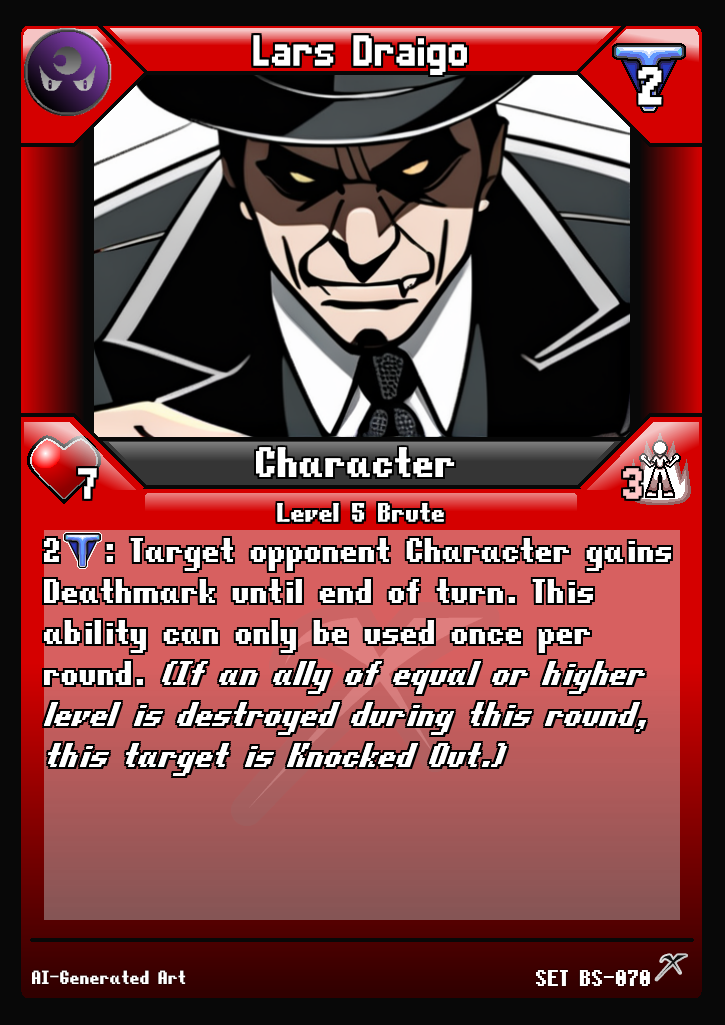 Lars Draigo
2
Character
7
3
Level 5 Brute
2 : Target opponent Character gains
Deathmark until end of turn. This
ability can only be used once per
round. (If an ally of equal or higher
level is destroyed during this round,
this target is Knocked Out.)
AI-Generated Art
SET BS-070